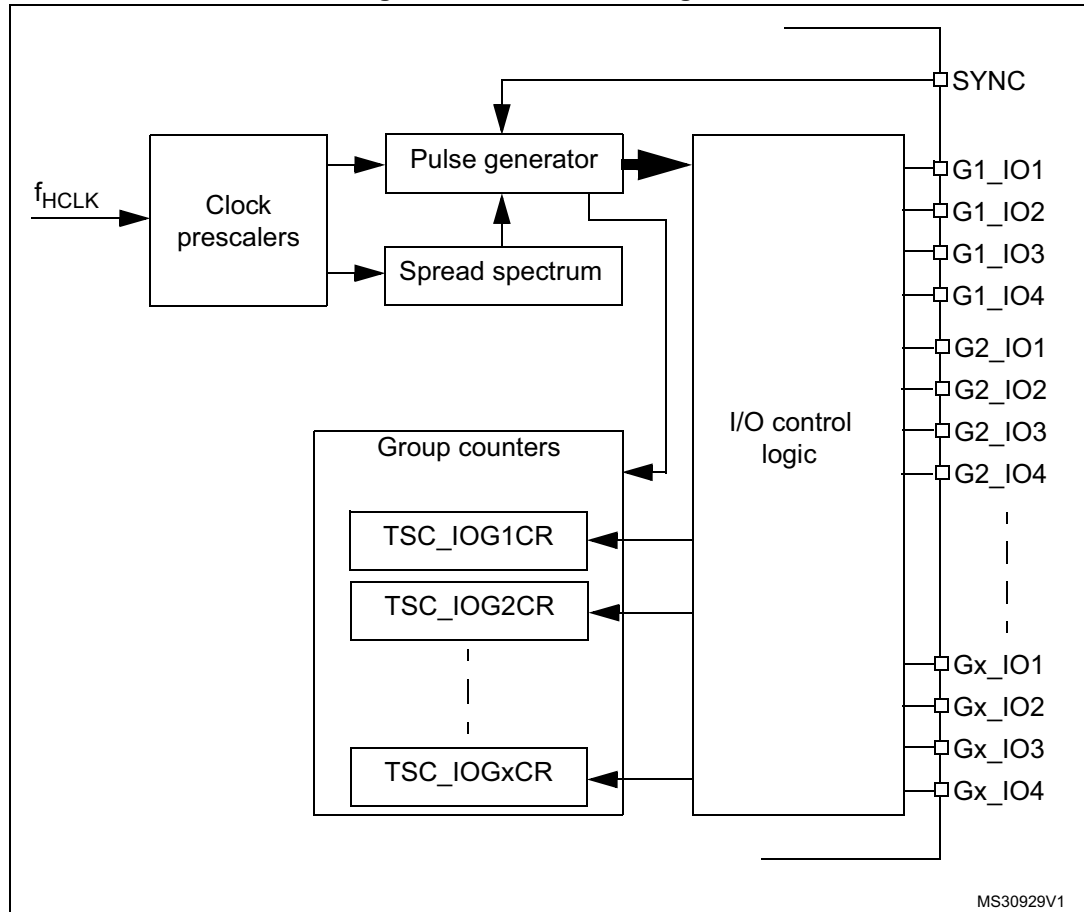 SYNC
Pulse generator
fHCLK
Clock
prescalers
Spread spectrum
G1_IO1
G1_IO2
G1_IO3
G1_IO4
G2_IO1
G2_IO2
G2_IO3
G2_IO4
I/O control
logic
Group counters
TSC_IOG1CR
TSC_IOG2CR
TSC_IOGxCR
Gx_IO1
Gx_IO2
Gx_IO3
Gx_IO4
MS30929V1